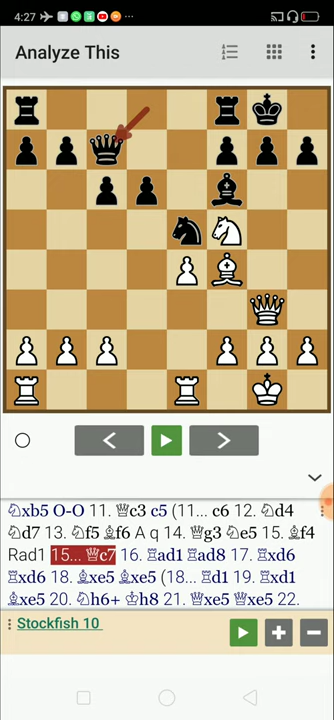 4:27
Analyze This
♘xb5 O-O 11. ♕c3 c5 (11... c6 12. ♘d4
♘d7 13. ♘f5 ♗f6 A q 14. ♕g3 ♘e5 15. ♗f4
Rad1 15... ♕c7 16. ♖ad1 ♖ad8 17. ♖xd6
♖xd6 18. ♗xe5 ♗xe5 (18... ♖d1 19. ♖xd1
♗xe5 20. ♘h6+ ♔h8 21. ♕xe5 ♕xe5 22.
Stockfish 10